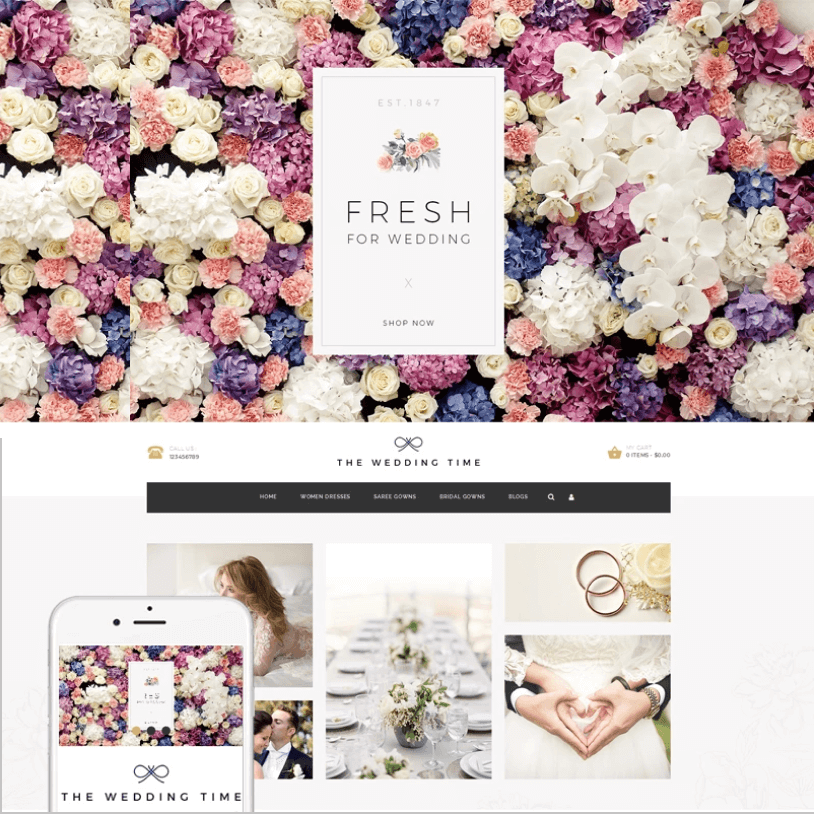 EST.1847
FRESH
FOR WEDDING
X
SHOP NOW
CALL US:
123456789
THE WEDDING TIME
MY CART
0 ITEMS - $0.00
HOME
WOMEN DRESSES
SAREE GOWNS
BRIDAL GOWNS
BLOGS
THE WEDDING TIME